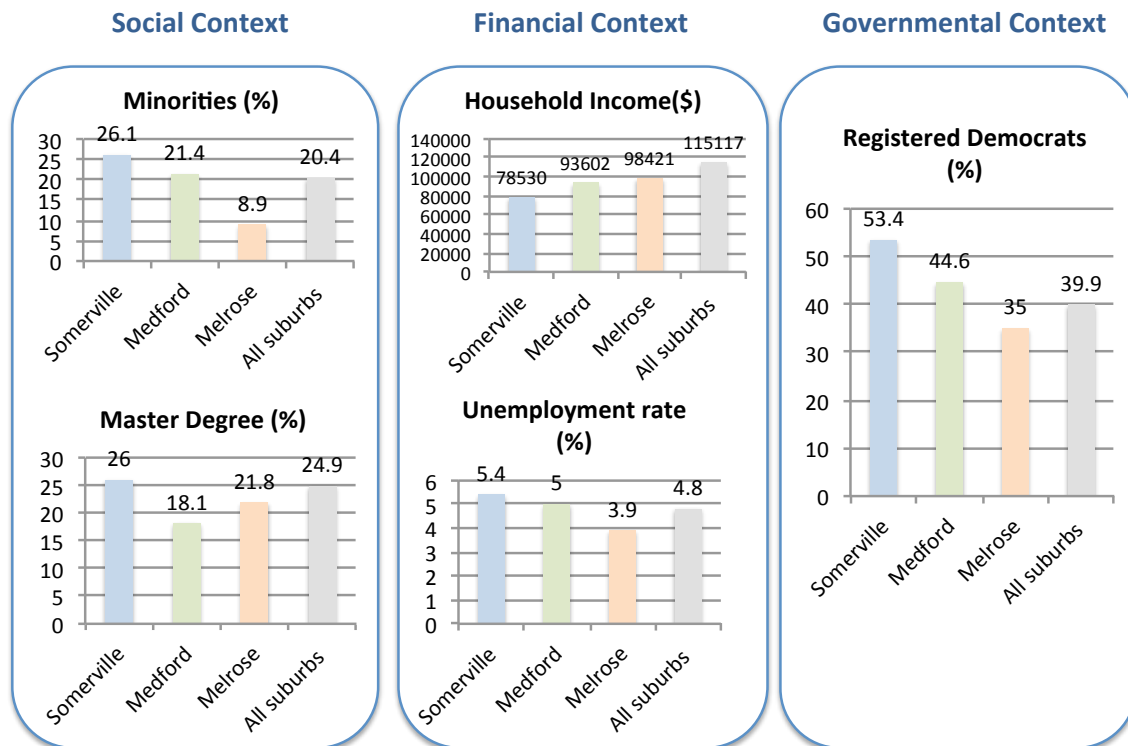 Social Context
Financial Context
Governmental Context
Minorities (%)
30
25
20
15
10
5
0
26.1
21.4
8.9
20.4
Somerville
Medford
Melrose
All suburbs
Master Degree (%)
30
25
20
15
10
5
0
26
18.1
21.8
24.9
Somerville
Medford
Melrose
All suburbs
Household Income($)
140000
120000
100000
80000
60000
40000
20000
0
78530
93602
98421
115117
Somerville
Medford
Melrose
All suburbs
Unemployment rate
(%)
6
5
4
3
2
1
0
5.4
5
3.9
4.8
Somerville
Medford
Melrose
All suburbs
Registered Democrats
(%)
60
50
40
30
20
10
0
53.4
44.6
35
39.9
Somerville
Medford
Melrose
All suburbs